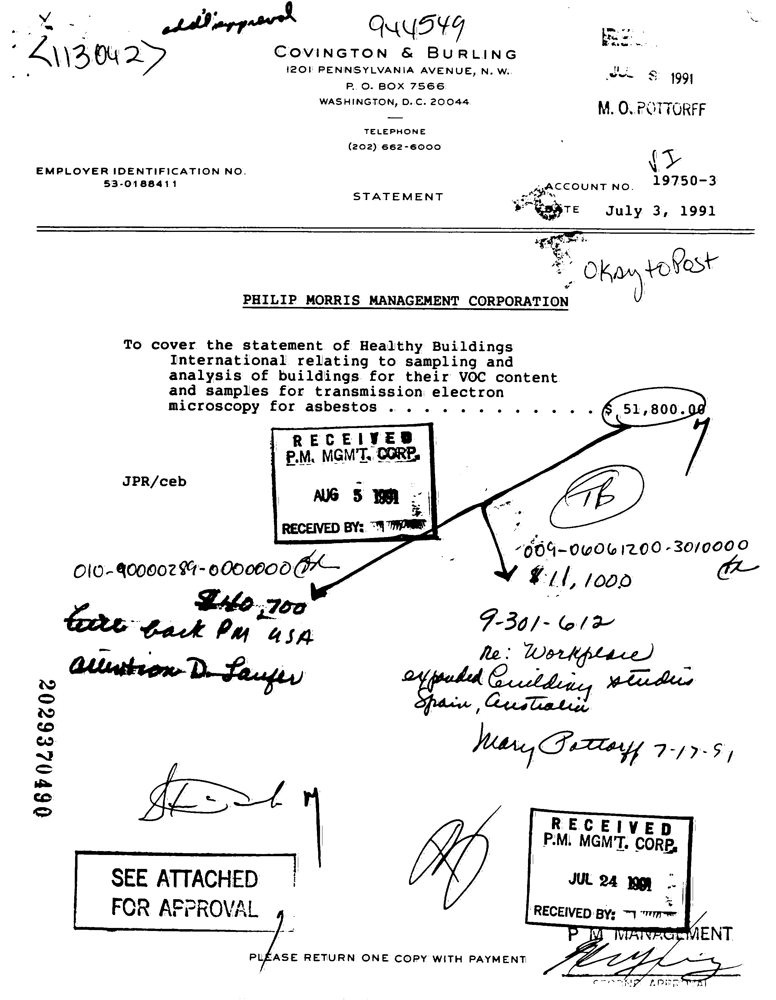 add'l approval
<113042>
944549
COVINGTON & BURLING
1201 PENNSYLVANIA AVENUE, N. W.
P. O. BOX 7566
WASHINGTON, D. C. 20044
TELEPHONE
(202) 662-6000
JUL 8 1991
M. O. POTTORFF
EMPLOYER IDENTIFICATION NO.
53-0188411
STATEMENT
ACCOUNT NO. 19750-3
DATE July 3, 1991
Okay to Post
PHILIP MORRIS MANAGEMENT CORPORATION
To cover the statement of Healthy Buildings
International relating to sampling and
analysis of buildings for their VOC content
and samples for transmission electron
microscopy for asbestos . . . . . . . . . . . . . $ 51,800.00
RECEIVED
P.M. MGM'T. CORP.
AUG 5 1991
RECEIVED BY:
JPR/ceb
TB
010-90000289-0000000
$40,700
back PM USA
attention D. Laufer
009-06061200-3010000
$11,100.0
9-301-612
Re: Workplace
expanded building studies
Spain, Australia
Mary Pottorff 7-17-91
2029370490
SEE ATTACHED
FOR APPROVAL
RECEIVED
P.M. MGM'T. CORP.
JUL 24 1991
RECEIVED BY:
P M MANAGEMENT
PLEASE RETURN ONE COPY WITH PAYMENT